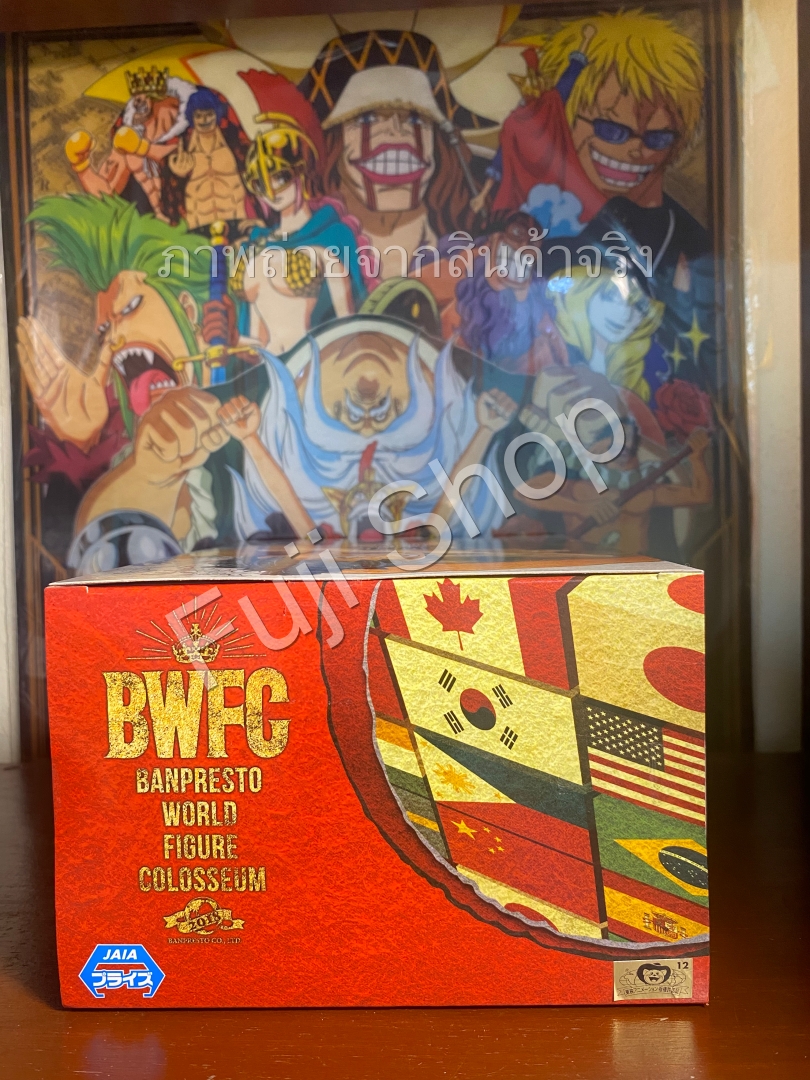 ภาพถ่ายจากสินค้าจริง
Fuji Shop
BWFC
BANPRESTO
WORLD
FIGURE
COLOSSEUM
2018
BANPRESTO CO., LTD
JAIA
プライズ
12